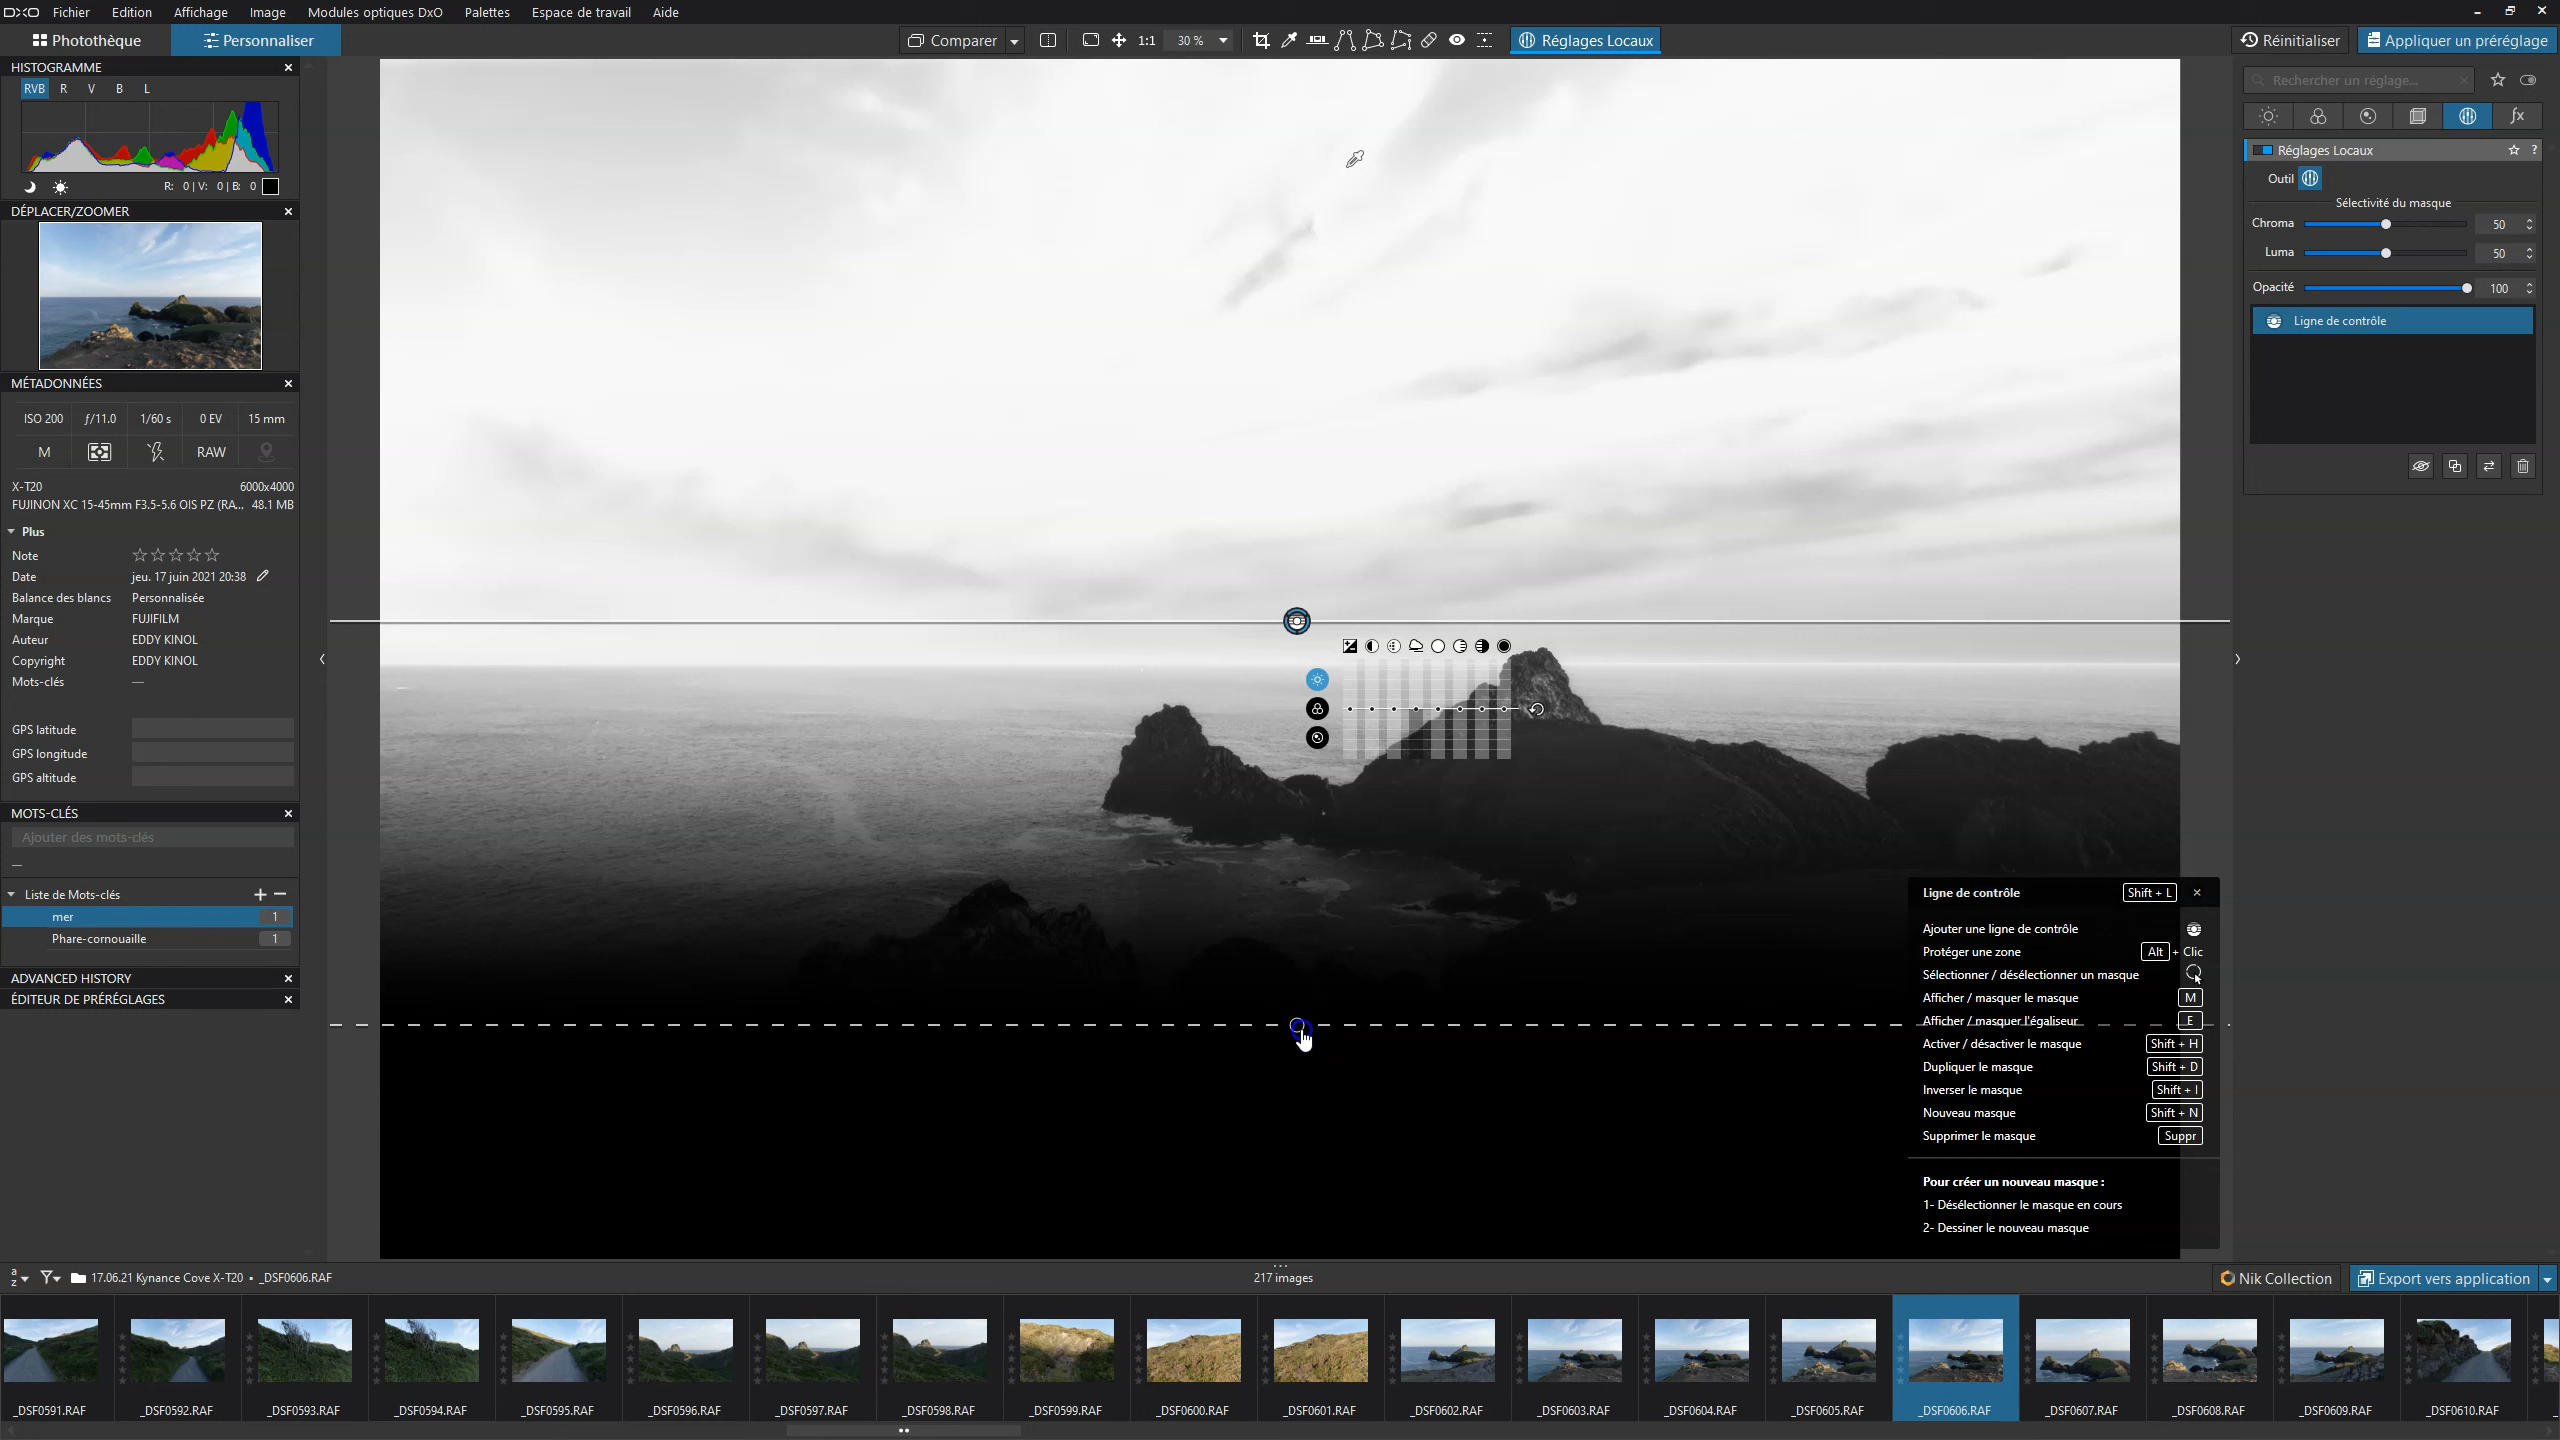 DXO Fichier Edition Affichage Image Modules optiques DxO Palettes Espace de travail Aide
Photothèque Personnaliser Comparer 1:1 30 % Réglages Locaux Réinitialiser Appliquer un préréglage
HISTOGRAMME
RVB R V B L
R: 0 | V: 0 | B: 0
DÉPLACER/ZOOMER
MÉTADONNÉES
ISO 200 ƒ/11.0 1/60 s 0 EV 15 mm
M RAW
X-T20 6000x4000
FUJINON XC 15-45mm F3.5-5.6 OIS PZ (RA... 48.1 MB
Plus
Note
Date jeu. 17 juin 2021 20:38
Balance des blancs Personnalisée
Marque FUJIFILM
Auteur EDDY KINOL
Copyright EDDY KINOL
Mots-clés —
GPS latitude
GPS longitude
GPS altitude
MOTS-CLÉS
Ajouter des mots-clés
—
Liste de Mots-clés
mer 1
Phare-cornouaille 1
ADVANCED HISTORY
ÉDITEUR DE PRÉRÉGLAGES
Rechercher un réglage...
fx
Réglages Locaux ?
Outil
Sélectivité du masque
Chroma 50
Luma 50
Opacité 100
Ligne de contrôle
Ligne de contrôle Shift + L
Ajouter une ligne de contrôle
Protéger une zone Alt + Clic
Sélectionner / désélectionner un masque
Afficher / masquer le masque M
Afficher / masquer l'égaliseur E
Activer / désactiver le masque Shift + H
Dupliquer le masque Shift + D
Inverser le masque Shift + I
Nouveau masque Shift + N
Supprimer le masque Suppr
Pour créer un nouveau masque :
1- Désélectionner le masque en cours
2- Dessiner le nouveau masque
a z 17.06.21 Kynance Cove X-T20 • _DSF0606.RAF 217 images Nik Collection Export vers application
_DSF0591.RAF _DSF0592.RAF _DSF0593.RAF _DSF0594.RAF _DSF0595.RAF _DSF0596.RAF _DSF0597.RAF _DSF0598.RAF _DSF0599.RAF _DSF0600.RAF _DSF0601.RAF _DSF0602.RAF _DSF0603.RAF _DSF0604.RAF _DSF0605.RAF _DSF0606.RAF _DSF0607.RAF _DSF0608.RAF _DSF0609.RAF _DSF0610.RAF